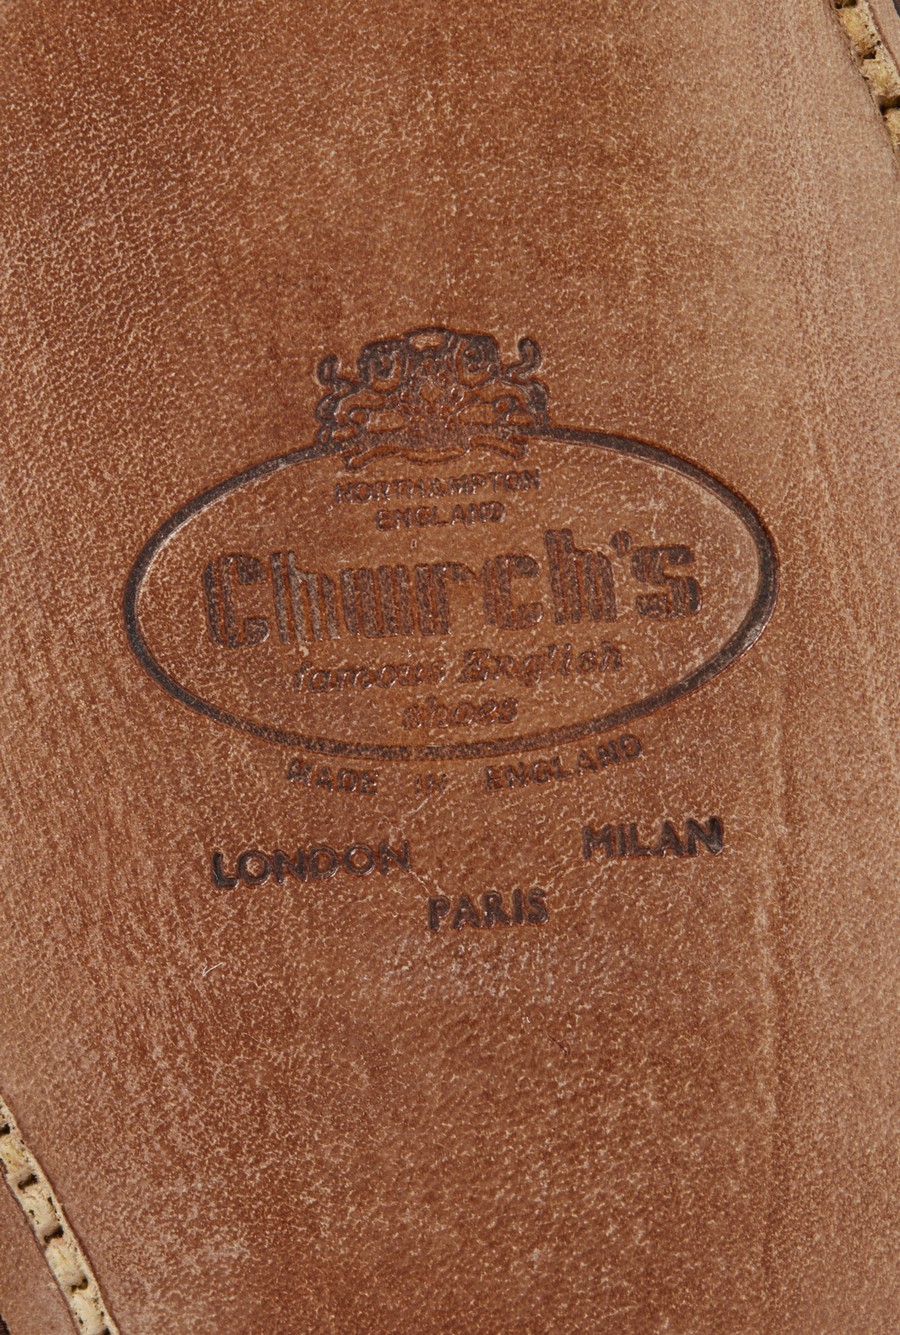 NORTHAMPTON
ENGLAND
Church's
famous English
shoes
MADE IN ENGLAND
LONDON MILAN
PARIS